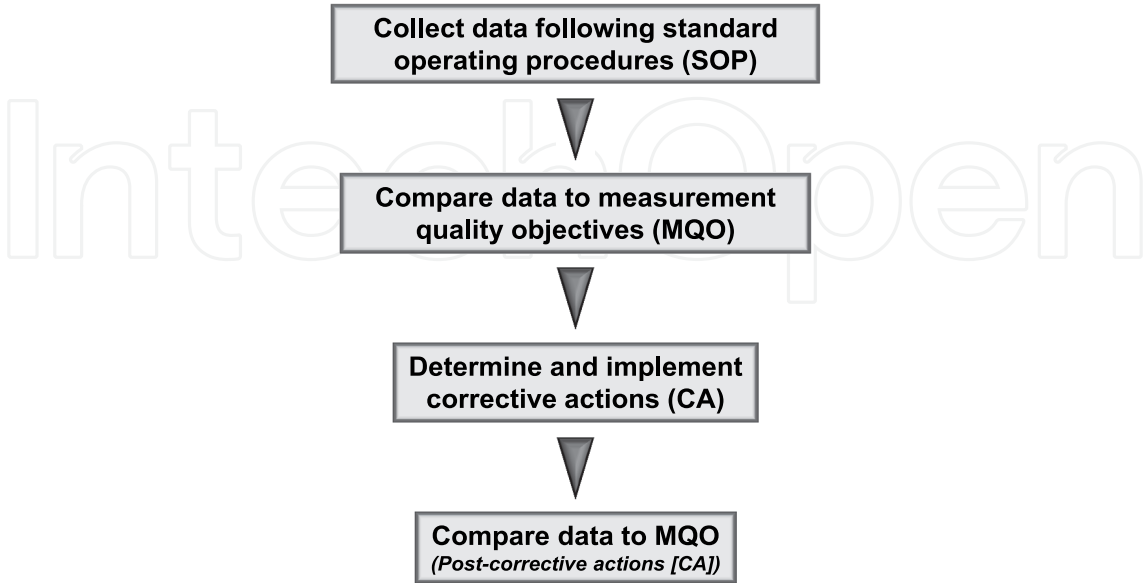 Collect data following standard
operating procedures (SOP)
IntechOpen
Compare data to measurement
quality objectives (MQO)
Determine and implement
corrective actions (CA)
Compare data to MQO
(Post-corrective actions [CA])